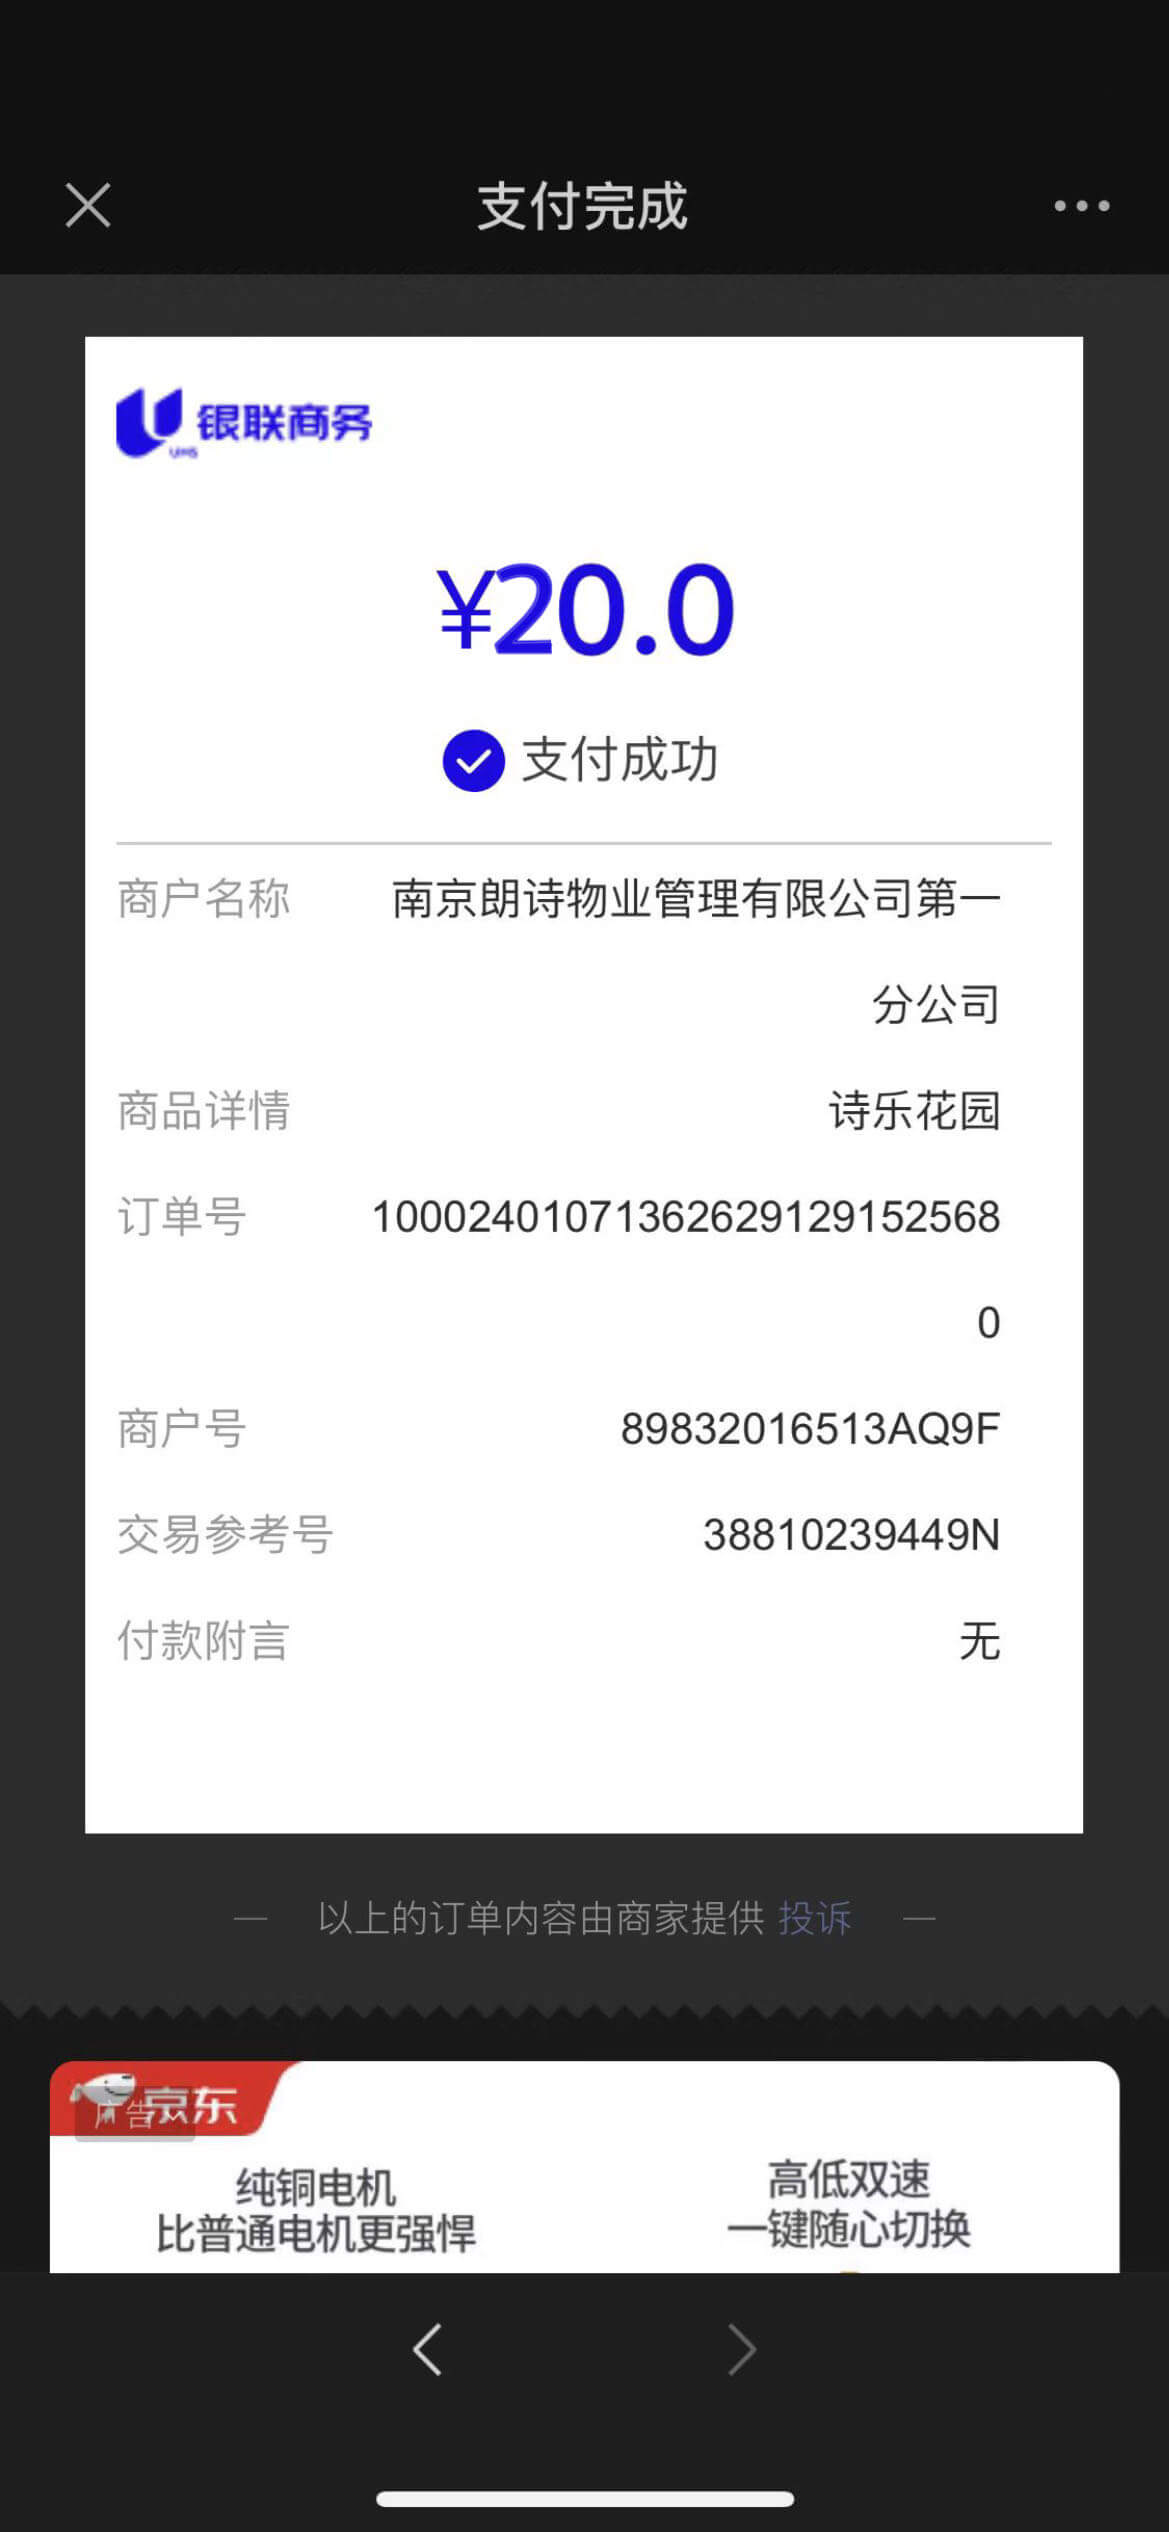 支付完成
银联商务
UMS
¥20.0
支付成功
商户名称 南京朗诗物业管理有限公司第一
分公司
商品详情 诗乐花园
订单号 10002401071362629129152568
0
商户号 89832016513AQ9F
交易参考号 38810239449N
付款附言 无
以上的订单内容由商家提供 投诉
京东
广告
纯铜电机
比普通电机更强悍
高低双速
一键随心切换